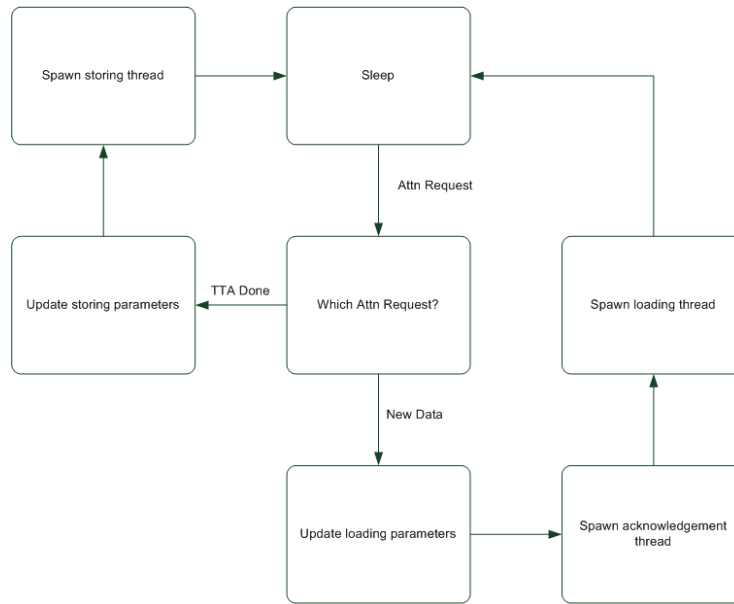 Spawn storing thread
Sleep
Attn Request
Update storing parameters
TTA Done
Which Attn Request?
Spawn loading thread
New Data
Update loading parameters
Spawn acknowledgement
thread